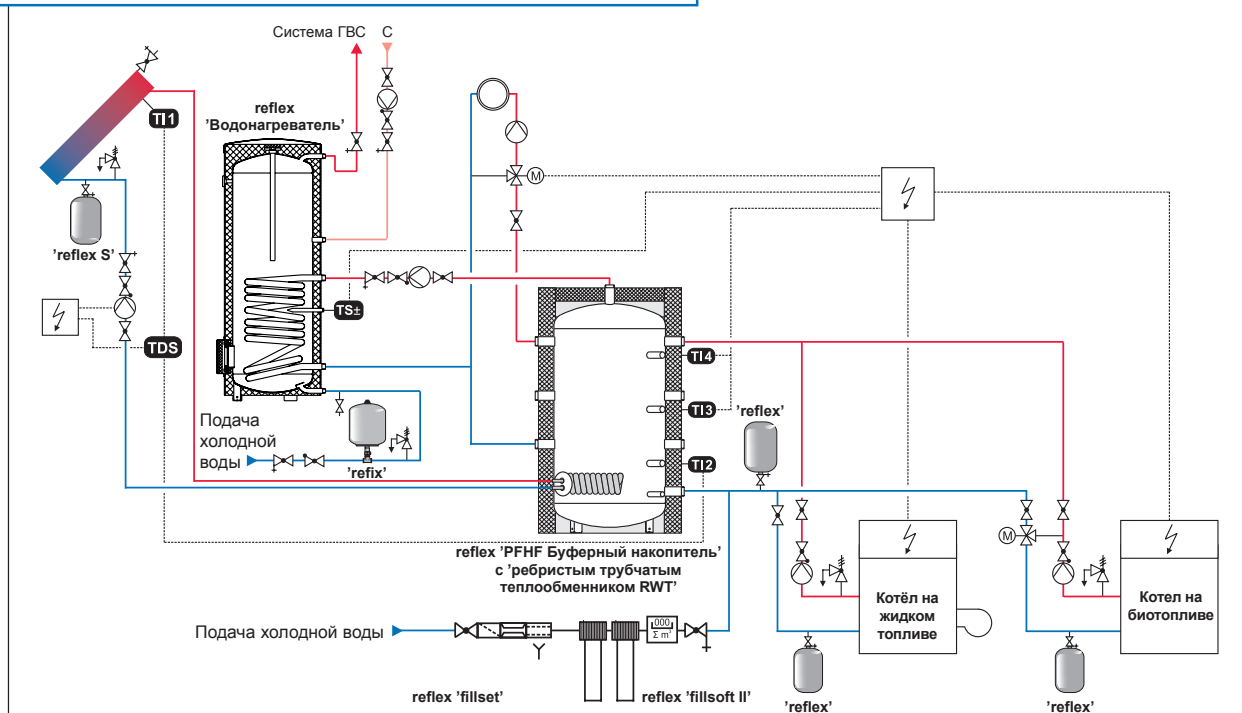 Система ГВС С
reflex
'Водонагреватель'
TI1
M
'reflex S'
TS±
TDS
TI4
TI3
TI2
'reflex'
Подача
холодной
воды
'refix'
M
reflex 'PFHF Буферный накопитель'
с 'ребристым трубчатым
теплообменником RWT'
Котёл на
жидком
топливе
Котел на
биотопливе
Подача холодной воды
000
Σ m³
reflex 'fillset'
reflex 'fillsoft II'
'reflex'
'reflex'